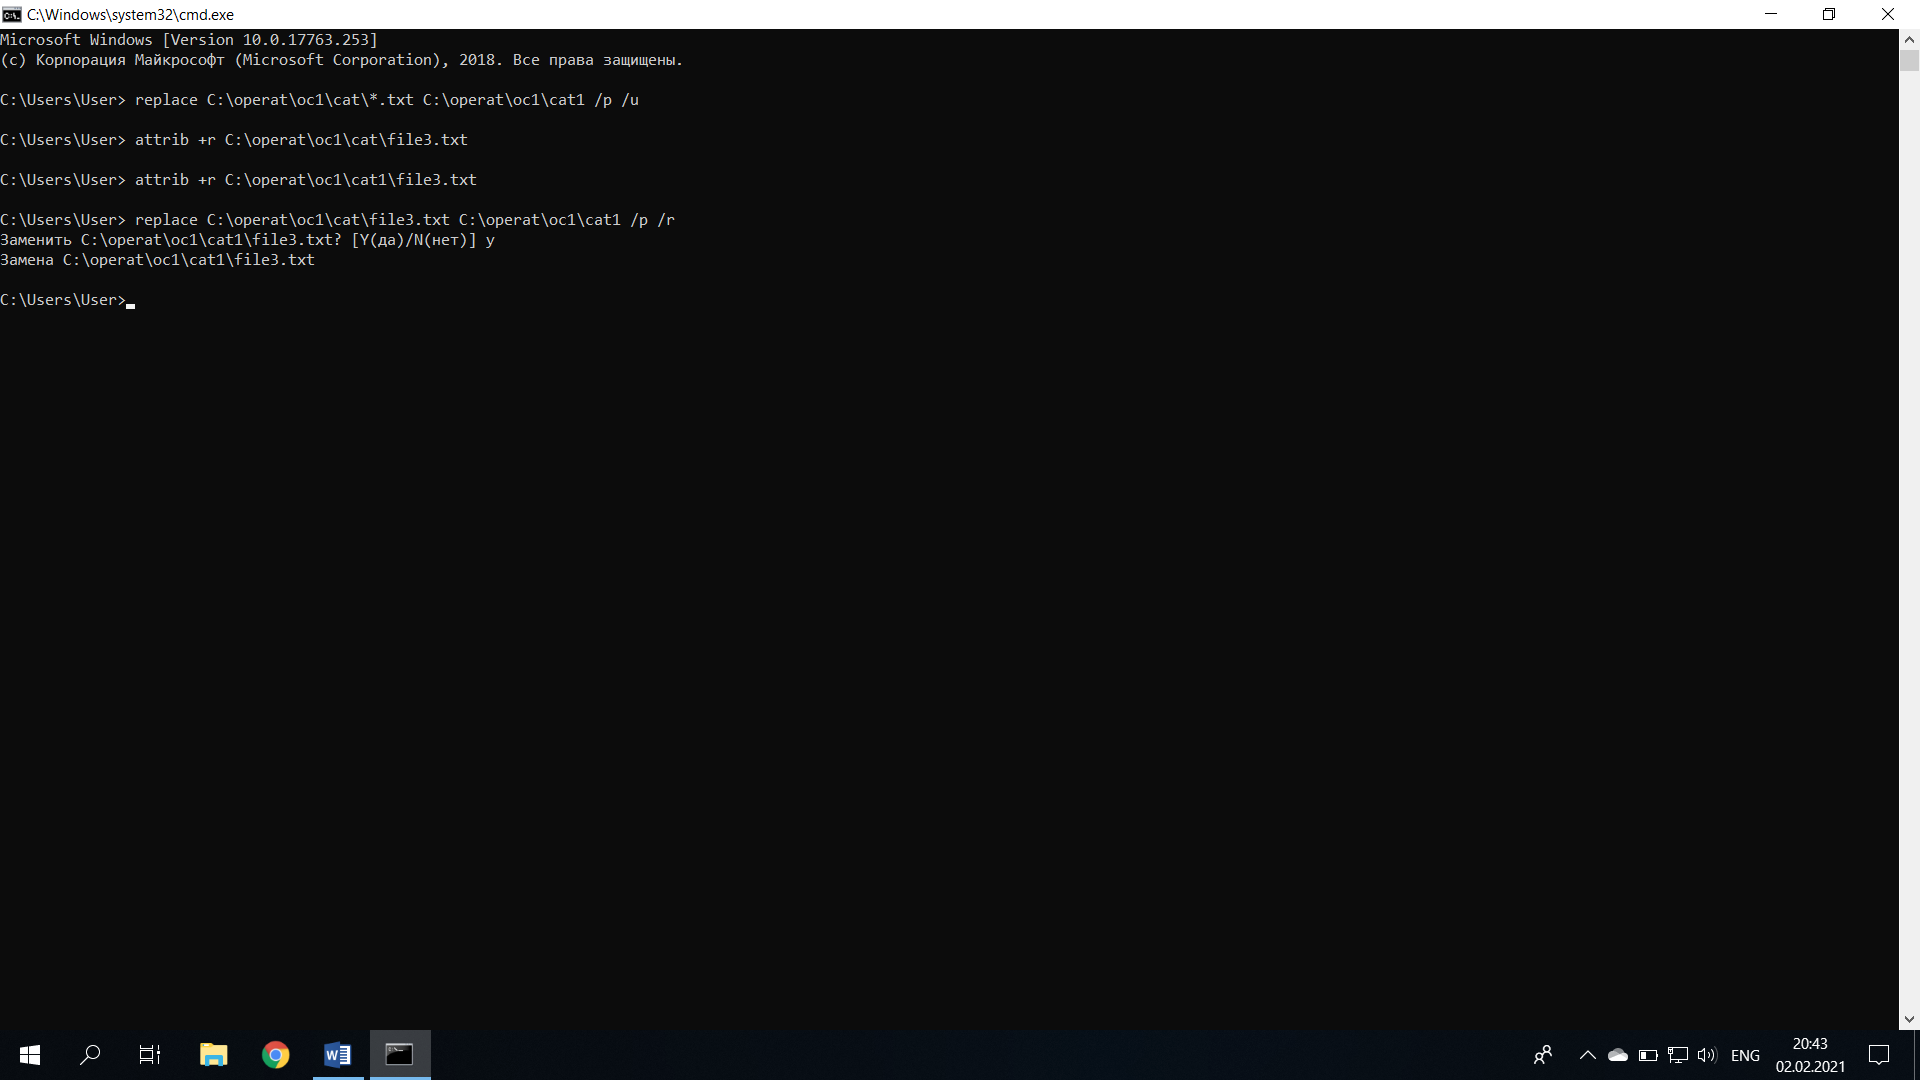 C:\Windows\system32\cmd.exe
Microsoft Windows [Version 10.0.17763.253]
(c) Корпорация Майкрософт (Microsoft Corporation), 2018. Все права защищены.
C:\Users\User> replace C:\operat\oc1\cat\*.txt C:\operat\oc1\cat1 /p /u
C:\Users\User> attrib +r C:\operat\oc1\cat\file3.txt
C:\Users\User> attrib +r C:\operat\oc1\cat1\file3.txt
C:\Users\User> replace C:\operat\oc1\cat\file3.txt C:\operat\oc1\cat1 /p /r
Заменить C:\operat\oc1\cat1\file3.txt? [Y(да)/N(нет)] y
Замена C:\operat\oc1\cat1\file3.txt
C:\Users\User>
ENG
20:43
02.02.2021